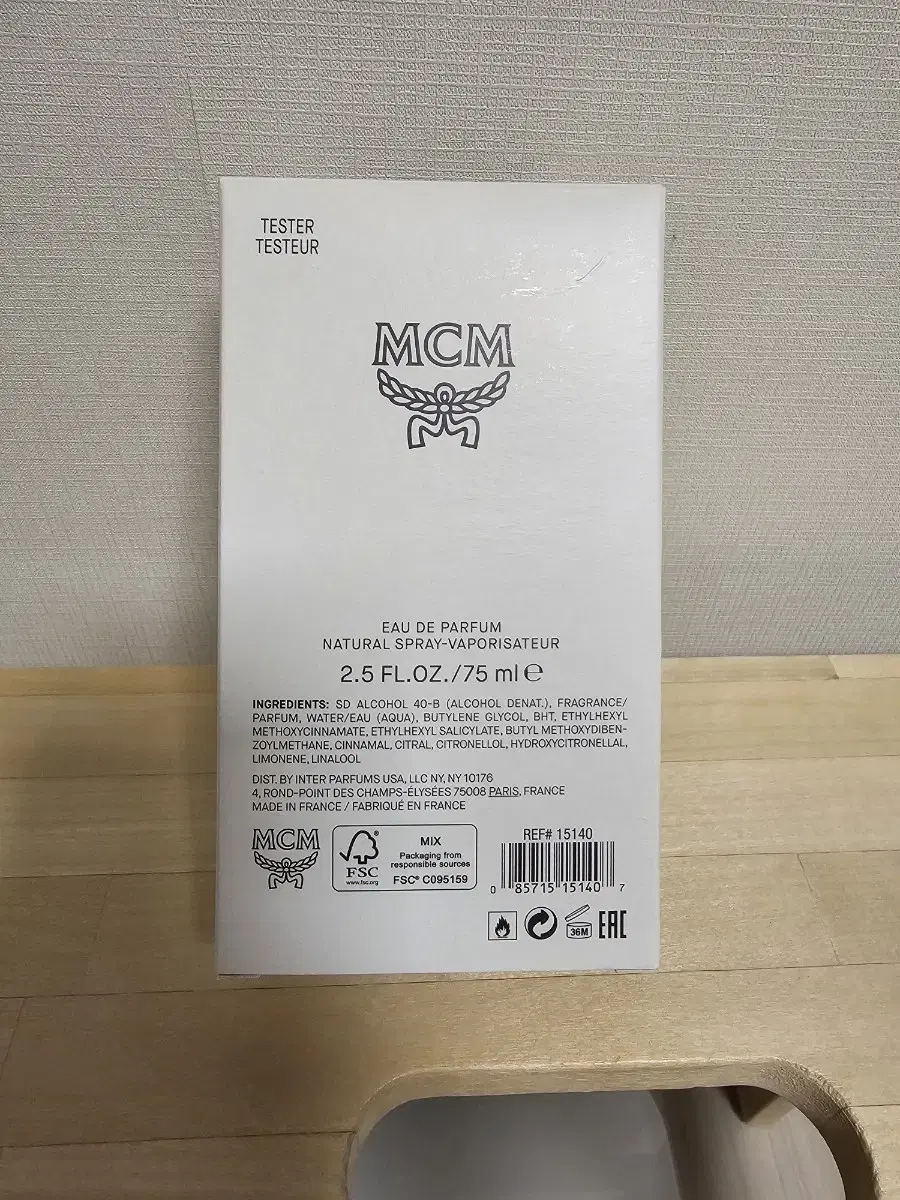 TESTER
TESTEUR
MCM
EAU DE PARFUM
NATURAL SPRAY-VAPORISATEUR
2.5 FL.OZ./75 ml ℮
INGREDIENTS: SD ALCOHOL 40-B (ALCOHOL DENAT.), FRAGRANCE/
PARFUM, WATER/EAU (AQUA), BUTYLENE GLYCOL, BHT, ETHYLHEXYL
METHOXYCINNAMATE, ETHYLHEXYL SALICYLATE, BUTYL METHOXYDIBEN-
ZOYLMETHANE, CINNAMAL, CITRAL, CITRONELLOL, HYDROXYCITRONELLAL,
LIMONENE, LINALOOL
DIST. BY INTER PARFUMS USA, LLC NY, NY 10176
4, ROND-POINT DES CHAMPS-ÉLYSÉES 75008 PARIS, FRANCE
MADE IN FRANCE / FABRIQUÉ EN FRANCE
MCM
FSC
www.fsc.org
MIX
Packaging from
responsible sources
FSC® C095159
REF# 15140
0 85715 15140 7
36M
EAC